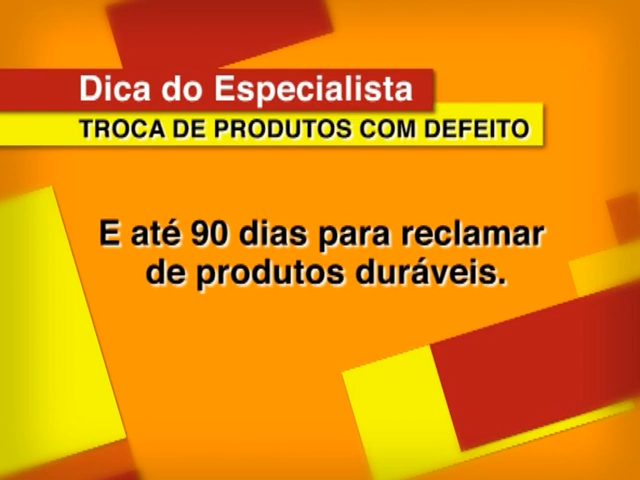 Dica do Especialista
TROCA DE PRODUTOS COM DEFEITO
E até 90 dias para reclamar
de produtos duráveis.